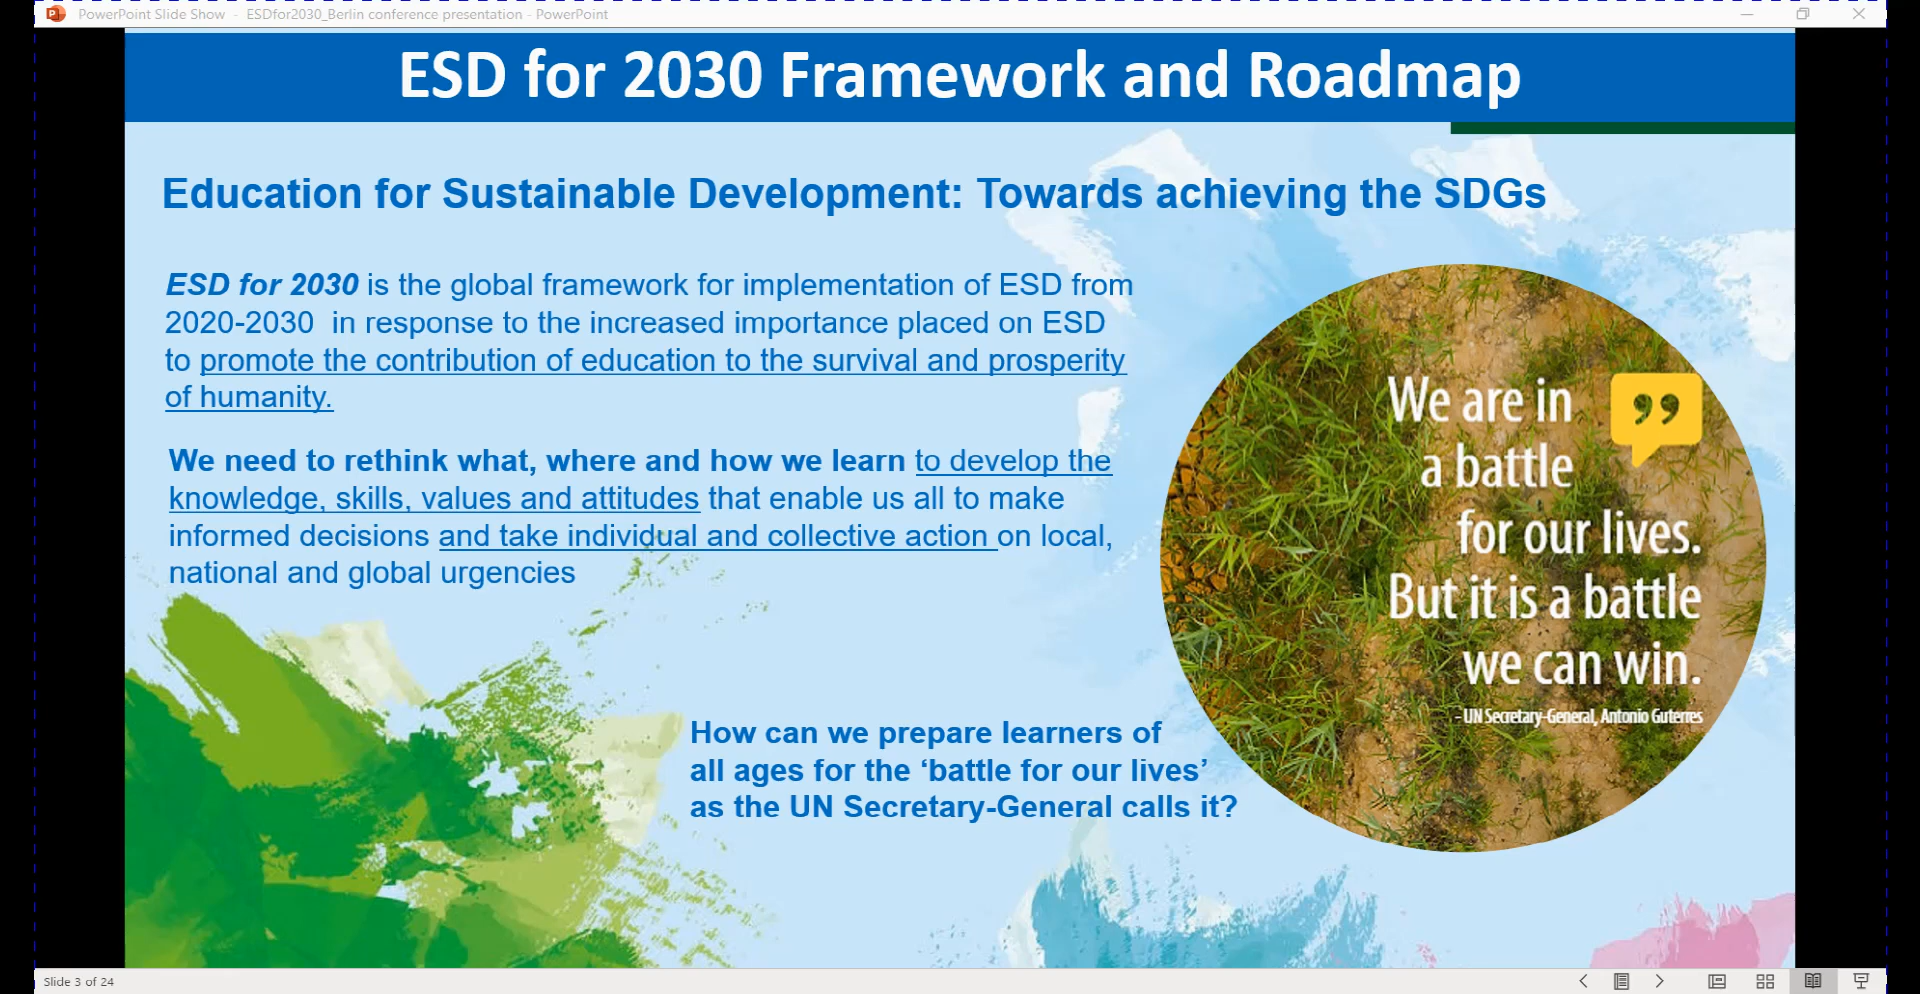 PowerPoint Slide Show - ESDfor2030_Berlin conference presentation - PowerPoint
ESD for 2030 Framework and Roadmap
Education for Sustainable Development: Towards achieving the SDGs
ESD for 2030 is the global framework for implementation of ESD from
2020-2030 in response to the increased importance placed on ESD
to promote the contribution of education to the survival and prosperity
of humanity.
We need to rethink what, where and how we learn to develop the
knowledge, skills, values and attitudes that enable us all to make
informed decisions and take individual and collective action on local,
national and global urgencies
We are in
a battle
for our lives.
But it is a battle
we can win.
- UN Secretary-General, Antonio Guterres
How can we prepare learners of
all ages for the ‘battle for our lives’
as the UN Secretary-General calls it?
Slide 3 of 24